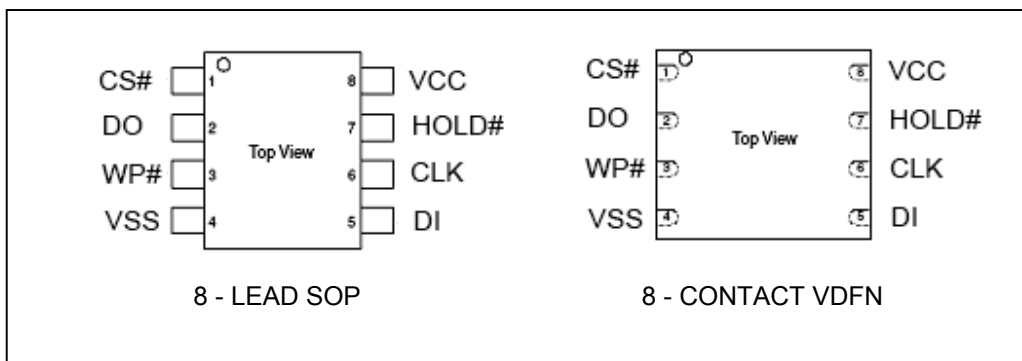 CS# 1 8 VCC
DO 2 7 HOLD#
Top View
WP# 3 6 CLK
VSS 4 5 DI
8 - LEAD SOP
CS# 1 8 VCC
DO 2 7 HOLD#
Top View
WP# 3 6 CLK
VSS 4 5 DI
8 - CONTACT VDFN